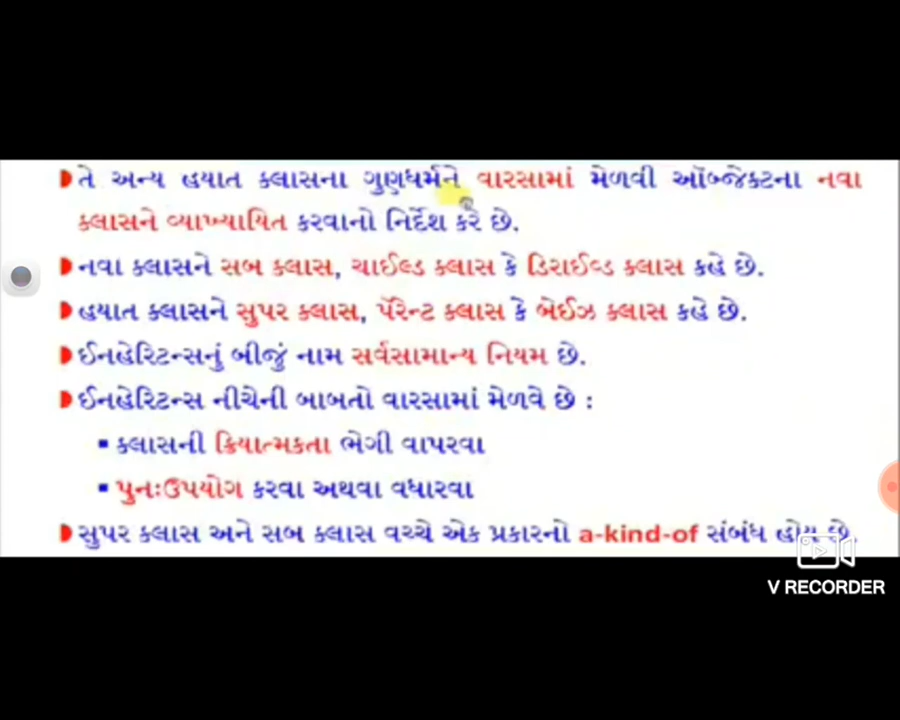 તે અન્ય હયાત ક્લાસના ગુણધર્મને વારસામાં મેળવી ઑબ્જેક્ટના નવા
ક્લાસને વ્યાખ્યાયિત કરવાનો નિર્દેશ કરે છે.
નવા ક્લાસને સબ ક્લાસ, ચાઈલ્ડ ક્લાસ કે ડિરાઈવ્ડ ક્લાસ કહે છે.
હયાત ક્લાસને સુપર ક્લાસ, પૅરેન્ટ ક્લાસ કે બેઈઝ ક્લાસ કહે છે.
ઈનહેરિટન્સનું બીજું નામ સર્વસામાન્ય નિયમ છે.
ઈનહેરિટન્સ નીચેની બાબતો વારસામાં મેળવે છે :
▪ ક્લાસની ક્રિયાત્મકતા ભેગી વાપરવા
▪ પુનઃઉપયોગ કરવા અથવા વધારવા
સુપર ક્લાસ અને સબ ક્લાસ વચ્ચે એક પ્રકારનો a-kind-of સંબંધ હોય છે
V RECORDER